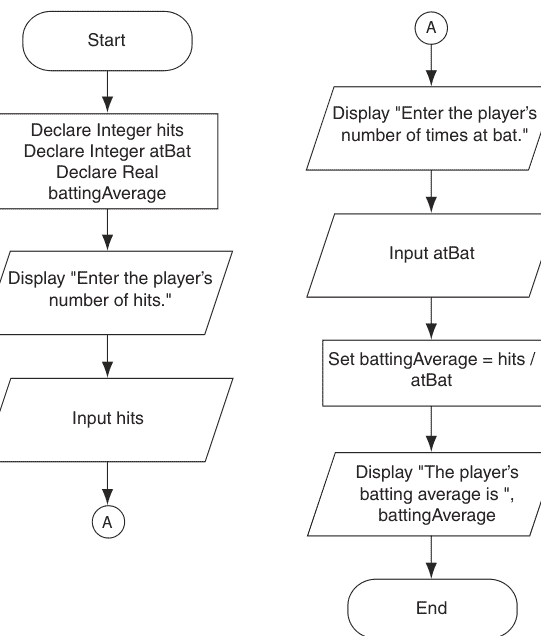 Start
Declare Integer hits
Declare Integer atBat
Declare Real
battingAverage
Display "Enter the player’s
number of hits."
Input hits
A
A
Display "Enter the player’s
number of times at bat."
Input atBat
Set battingAverage = hits /
atBat
Display "The player’s
batting average is ",
battingAverage
End